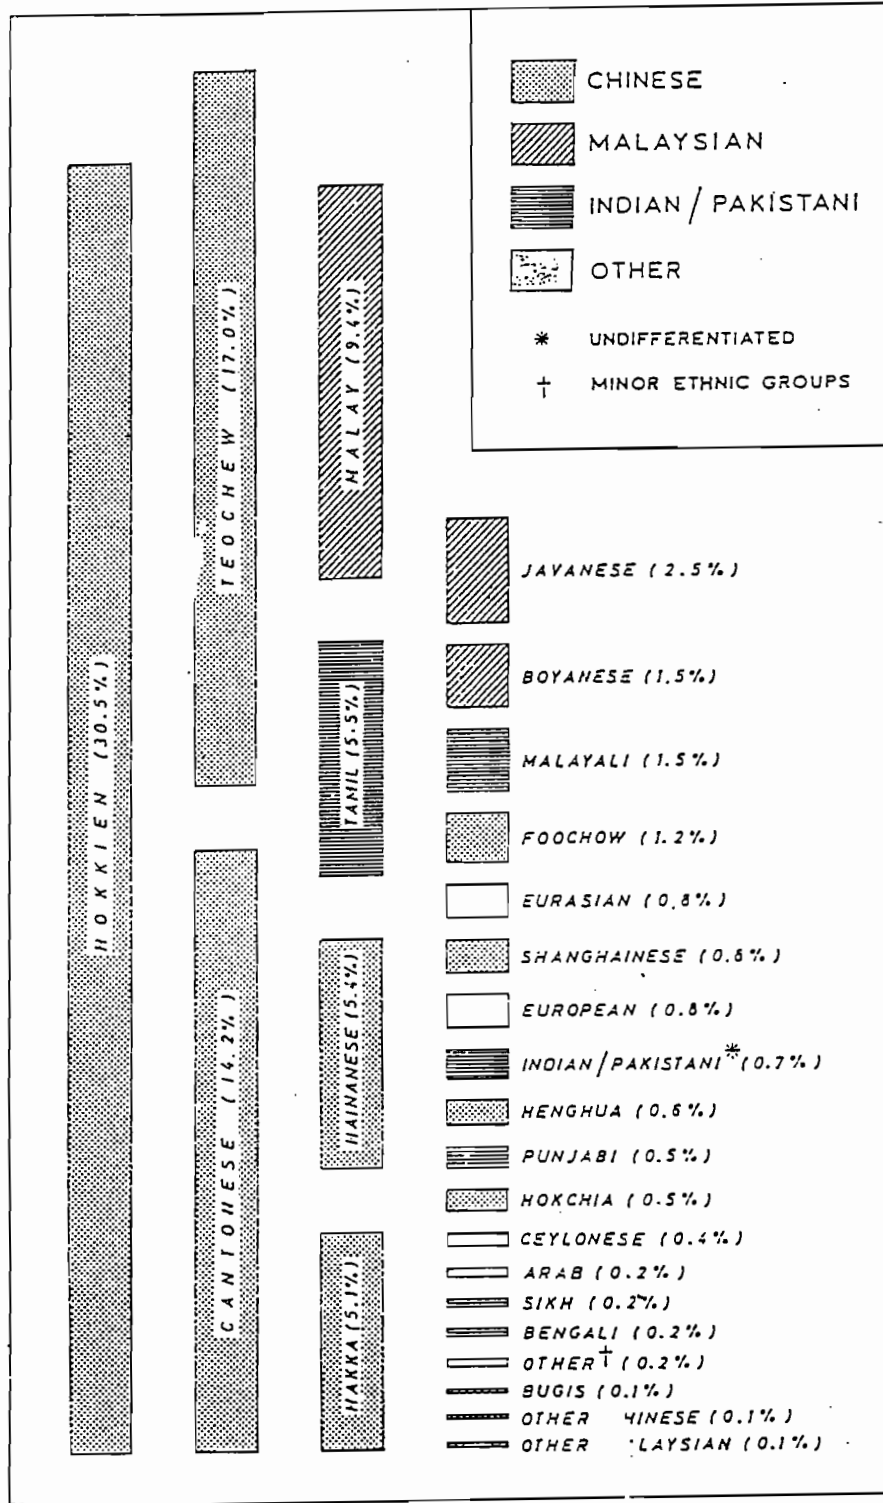 CHINESE
MALAYSIAN
INDIAN / PAKISTANI
OTHER
* UNDIFFERENTIATED
† MINOR ETHNIC GROUPS
HOKKIEN (30.5%)
TEOCHEW (17.0%)
CANTONESE (14.2%)
MALAY (9.4%)
TAMIL (5.5%)
HAINANESE (5.4%)
HAKKA (5.1%)
JAVANESE (2.5%)
BOYANESE (1.5%)
MALAYALI (1.5%)
FOOCHOW (1.2%)
EURASIAN (0.8%)
SHANGHAINESE (0.8%)
EUROPEAN (0.8%)
INDIAN/PAKISTANI* (0.7%)
HENGHUA (0.6%)
PUNJABI (0.5%)
HOKCHIA (0.5%)
CEYLONESE (0.4%)
ARAB (0.2%)
SIKH (0.2%)
BENGALI (0.2%)
OTHER† (0.2%)
BUGIS (0.1%)
OTHER HINESE (0.1%)
OTHER LAYSIAN (0.1%)